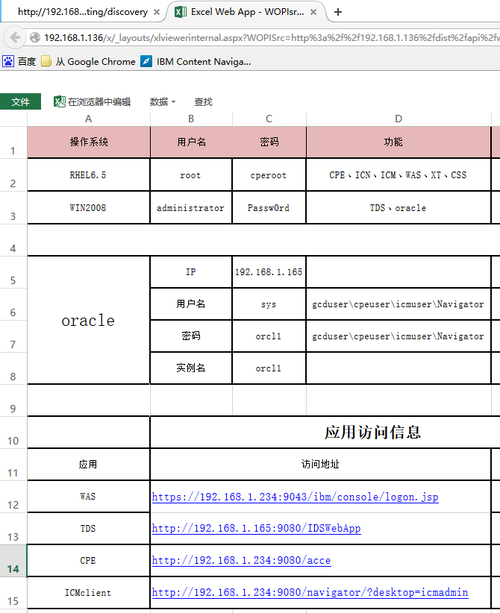 http://192.168...ting/discovery
Excel Web App - WOPIsr...
192.168.1.136/x/_layouts/xlviewerinternal.aspx?WOPISrc=http%3a%2f%2f192.168.1.136%2fdist%2fapi%2f
百度 从 Google Chrome IBM Content Naviga...
文件 在浏览器中编辑 数据 查找
A B C D
1 操作系统 用户名 密码 功能
2 RHEL6.5 root cperoot CPE、ICN、ICM、WAS、XT、CSS
3 WIN2008 administrator Passw0rd TDS、oracle
4
5 IP 192.168.1.165
oracle
6 用户名 sys gcduser\cpeuser\icmuser\Navigator
7 密码 orcl1 gcduser\cpeuser\icmuser\Navigator
8 实例名 orcl1
9
10 应用访问信息
11 应用 访问地址
12 WAS https://192.168.1.234:9043/ibm/console/logon.jsp
13 TDS http://192.168.1.165:9080/IDSWebApp
14 CPE http://192.168.1.234:9080/acce
15 ICMclient http://192.168.1.234:9080/navigator/?desktop=icmadmin